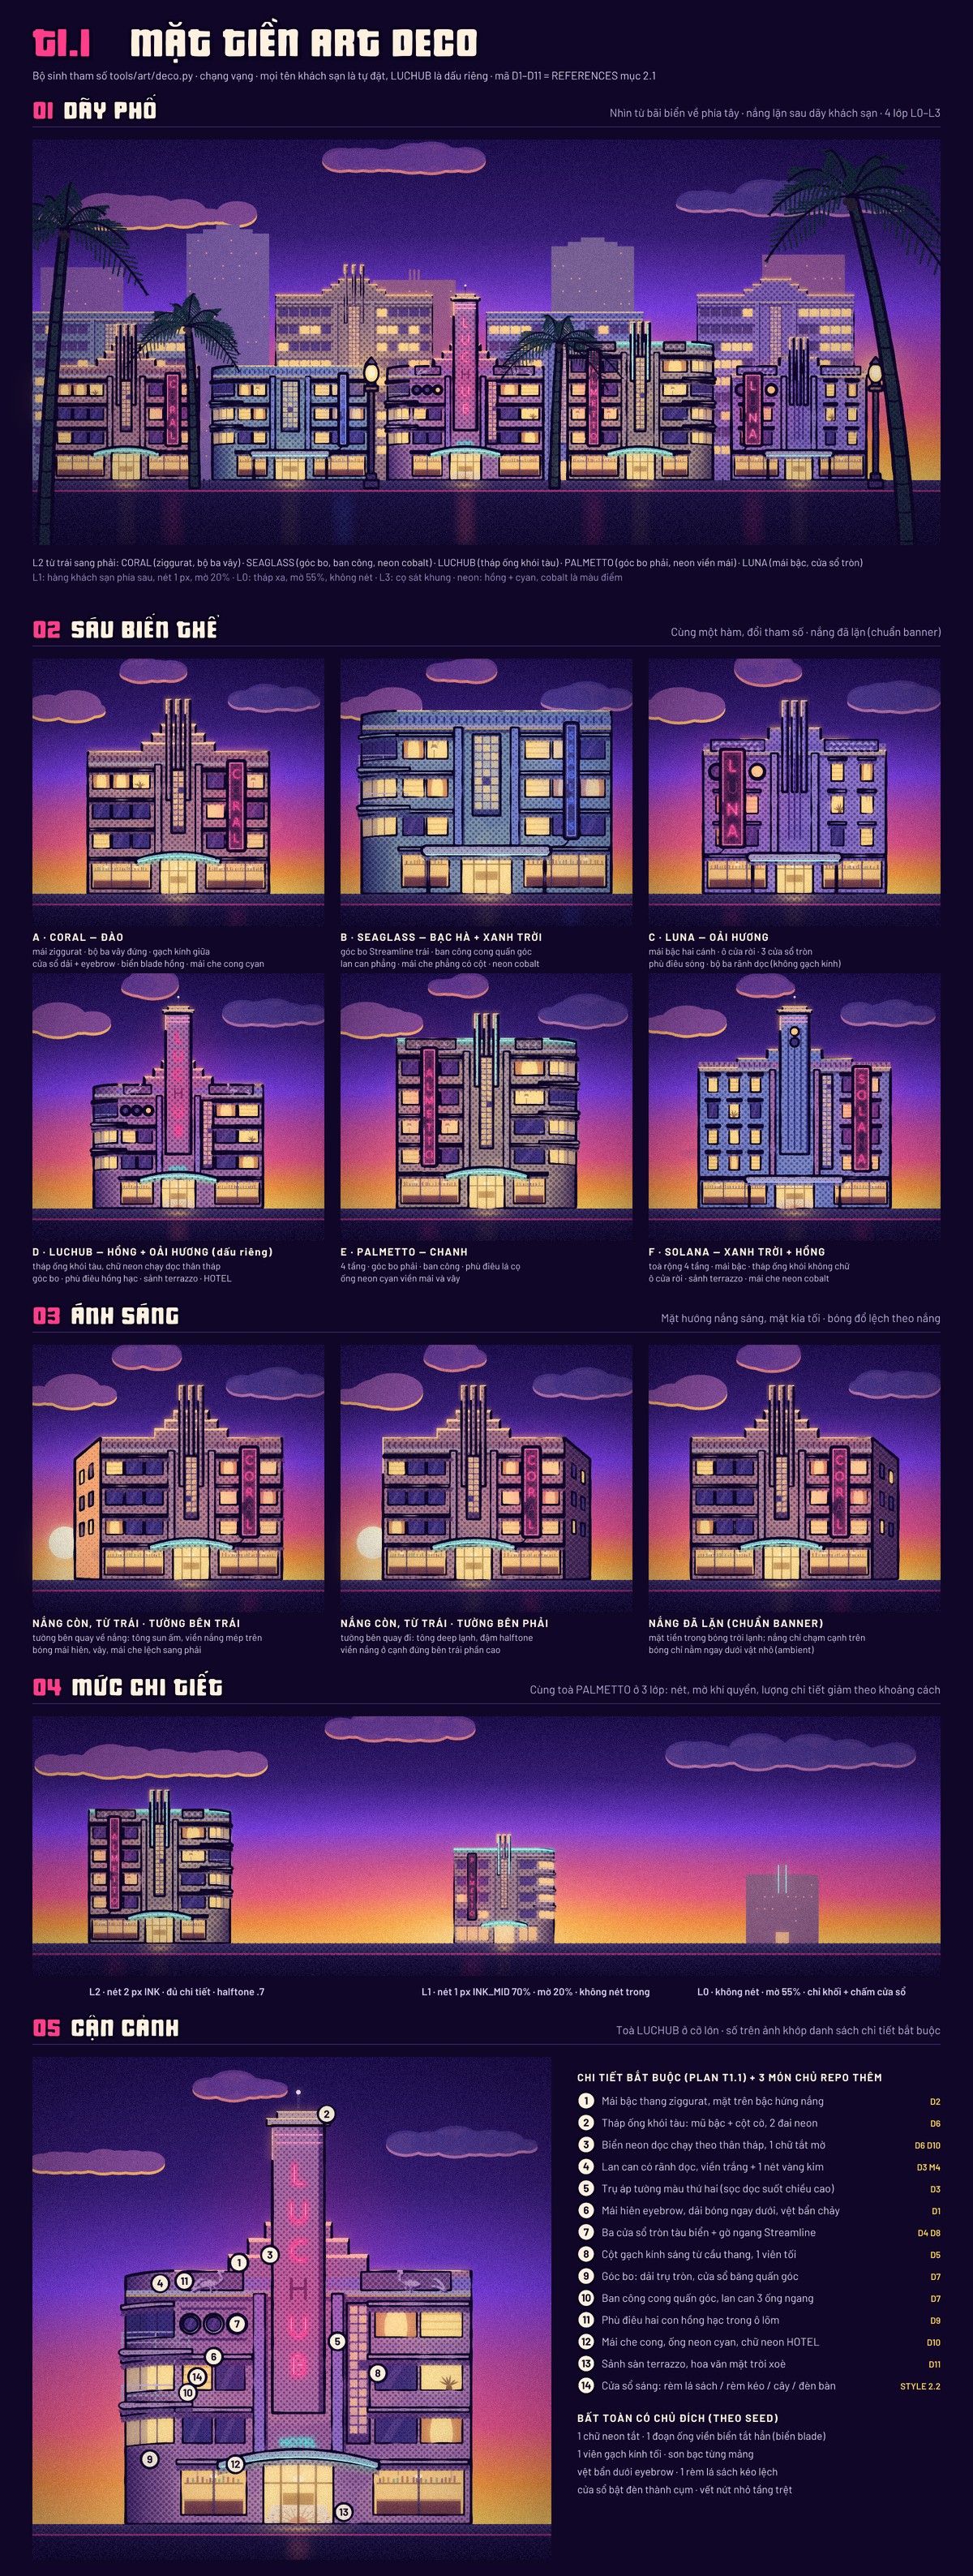 T1.1 MẶT TIỀN ART DECO
Bộ sinh tham số tools/art/deco.py · chạng vạng · mọi tên khách sạn là tự đặt, LUCHUB là dấu riêng · mã D1–D11 = REFERENCES mục 2.1
01 DÃY PHỐ
Nhìn từ bãi biển về phía tây · nắng lặn sau dãy khách sạn · 4 lớp L0–L3
L2 từ trái sang phải: CORAL (ziggurat, bộ ba vây) · SEAGLASS (góc bo, ban công, neon cobalt) · LUCHUB (tháp ống khói tàu) · PALMETTO (góc bo phải, neon viền mái) · LUNA (mái bậc, cửa sổ tròn)
L1: hàng khách sạn phía sau, nét 1 px, mờ 20% · L0: tháp xa, mờ 55%, không nét · L3: cọ sát khung · neon: hồng + cyan, cobalt là màu điểm
02 SÁU BIẾN THỂ
Cùng một hàm, đổi tham số · nắng đã lặn (chuẩn banner)
A · CORAL — ĐÀO
mái ziggurat · bộ ba vây đứng · gạch kính giữa
cửa sổ dải + eyebrow · biển blade hồng · mái che cong cyan
B · SEAGLASS — BẠC HÀ + XANH TRỜI
góc bo Streamline trái · ban công cong quấn góc
lan can phẳng · mái che phẳng có cột · neon cobalt
C · LUNA — OẢI HƯƠNG
mái bậc hai cánh · ô cửa rời · 3 cửa sổ tròn
phù điêu sóng · bộ ba rãnh dọc (không gạch kính)
D · LUCHUB — HỒNG + OẢI HƯƠNG (dấu riêng)
tháp ống khói tàu, chữ neon chạy dọc thân tháp
góc bo · phù điêu hồng hạc · sảnh terrazzo · HOTEL
E · PALMETTO — CHANH
4 tầng · góc bo phải · ban công · phù điêu lá cọ
ống neon cyan viền mái và vây
F · SOLANA — XANH TRỜI + HỒNG
toà rộng 4 tầng · mái bậc · tháp ống khói không chữ
ô cửa rời · sảnh terrazzo · mái che neon cobalt
03 ÁNH SÁNG
Mặt hướng nắng sáng, mặt kia tối · bóng đổ lệch theo nắng
NẮNG CÒN, TỪ TRÁI · TƯỜNG BÊN TRÁI
tường bên quay về nắng: tông sun ấm, viền nắng mép trên
bóng mái hiên, vây, mái che lệch sang phải
NẮNG CÒN, TỪ TRÁI · TƯỜNG BÊN PHẢI
tường bên quay đi: tông deep lạnh, đậm halftone
viền nắng ở cạnh đứng bên trái phần cao
NẮNG ĐÃ LẶN (CHUẨN BANNER)
mặt tiền trong bóng trời lạnh; nắng chỉ chạm cạnh trên
bóng chỉ nằm ngay dưới vật nhô (ambient)
04 MỨC CHI TIẾT
Cùng toà PALMETTO ở 3 lớp: nét, mờ khí quyển, lượng chi tiết giảm theo khoảng cách
L2 · nét 2 px INK · đủ chi tiết · halftone .7
L1 · nét 1 px INK_MID 70% · mờ 20% · không nét trong
L0 · không nét · mờ 55% · chỉ khối + chấm cửa sổ
05 CẬN CẢNH
Toà LUCHUB ở cỡ lớn · số trên ảnh khớp danh sách chi tiết bắt buộc
LUCHUB
HOTEL
CHI TIẾT BẮT BUỘC (PLAN T1.1) + 3 MÓN CHỦ REPO THÊM
1 Mái bậc thang ziggurat, mặt trên bậc hứng nắng D2
2 Tháp ống khói tàu: mũ bậc + cột cờ, 2 đai neon D6
3 Biển neon dọc chạy theo thân tháp, 1 chữ tắt mờ D6 D10
4 Lan can có rãnh dọc, viền trắng + 1 nét vàng kim D3 M4
5 Trụ áp tường màu thứ hai (sọc dọc suốt chiều cao) D3
6 Mái hiên eyebrow, dải bóng ngay dưới, vệt bẩn chảy D1
7 Ba cửa sổ tròn tàu biển + gờ ngang Streamline D4 D8
8 Cột gạch kính sáng từ cầu thang, 1 viên tối D5
9 Góc bo: dải trụ tròn, cửa sổ băng quấn góc D7
10 Ban công cong quấn góc, lan can 3 ống ngang D7
11 Phù điêu hai con hồng hạc trong ô lõm D9
12 Mái che cong, ống neon cyan, chữ neon HOTEL D10
13 Sảnh sàn terrazzo, hoa văn mặt trời xoè D11
14 Cửa sổ sáng: rèm lá sách / rèm kéo / cây / đèn bàn STYLE 2.2
BẤT TOÀN CÓ CHỦ ĐÍCH (THEO SEED)
1 chữ neon tắt · 1 đoạn ống viền biển tắt hẳn (biển blade)
1 viên gạch kính tối · sơn bạc từng mảng
vệt bẩn dưới eyebrow · 1 rèm lá sách kéo lệch
cửa sổ bật đèn thành cụm · vết nứt nhỏ tầng trệt